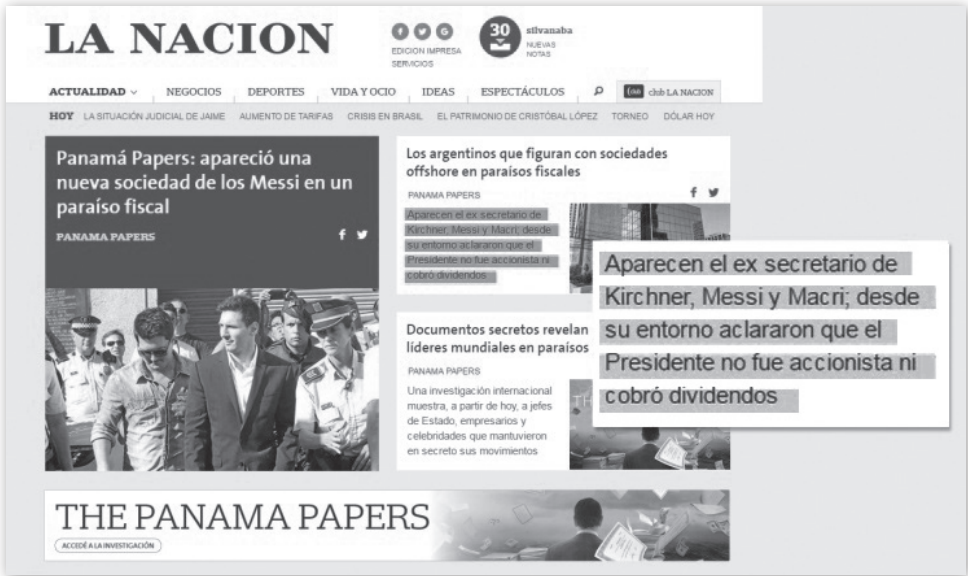 LA NACION
30
silvanaba
NUEVAS
NOTAS
EDICION IMPRESA
SERVICIOS
ACTUALIDAD
NEGOCIOS
DEPORTES
VIDA Y OCIO
IDEAS
ESPECTÁCULOS
club
club LA NACION
HOY
LA SITUACIÓN JUDICIAL DE JAIME
AUMENTO DE TARIFAS
CRISIS EN BRASIL
EL PATRIMONIO DE CRISTÓBAL LÓPEZ
TORNEO
DÓLAR HOY
Panamá Papers: apareció una
nueva sociedad de los Messi en un
paraíso fiscal
PANAMA PAPERS
Los argentinos que figuran con sociedades
offshore en paraísos fiscales
PANAMA PAPERS
Aparecen el ex secretario de
Kirchner, Messi y Macri; desde
su entorno aclararon que el
Presidente no fue accionista ni
cobró dividendos
Aparecen el ex secretario de
Kirchner, Messi y Macri; desde
su entorno aclararon que el
Presidente no fue accionista ni
cobró dividendos
Documentos secretos revelan
líderes mundiales en paraísos
PANAMA PAPERS
Una investigación internacional
muestra, a partir de hoy, a jefes
de Estado, empresarios y
celebridades que mantuvieron
en secreto sus movimientos
TH
THE PANAMA PAPERS
ACCEDÉ A LA INVESTIGACIÓN